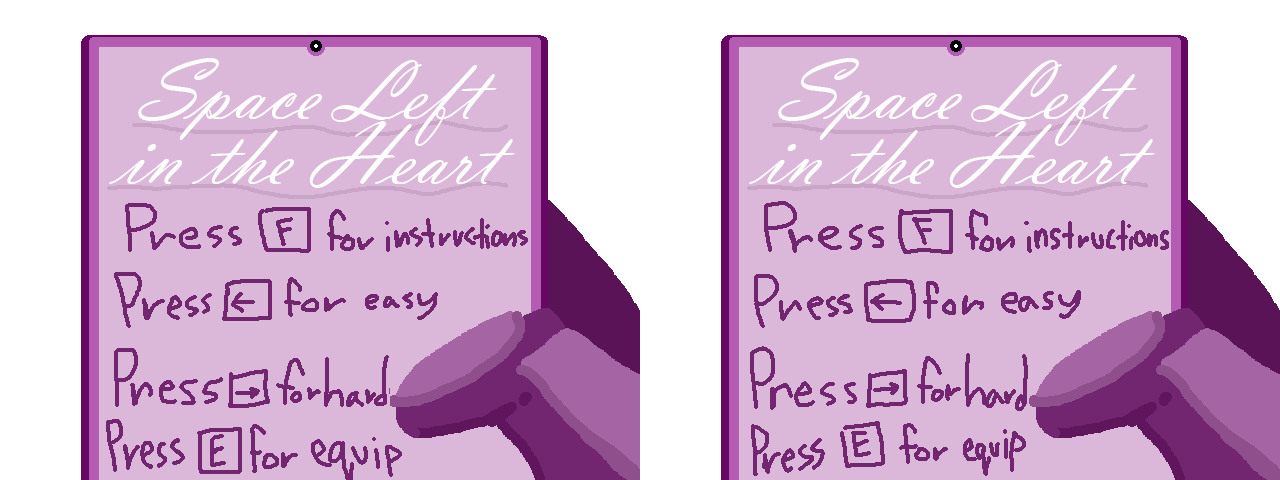 Space Left
in the Heart
Press F for instructions
Press ← for easy
Press → for hard
Press E for equip
Space Left
in the Heart
Press F for instructions
Press ← for easy
Press → for hard
Press E for equip